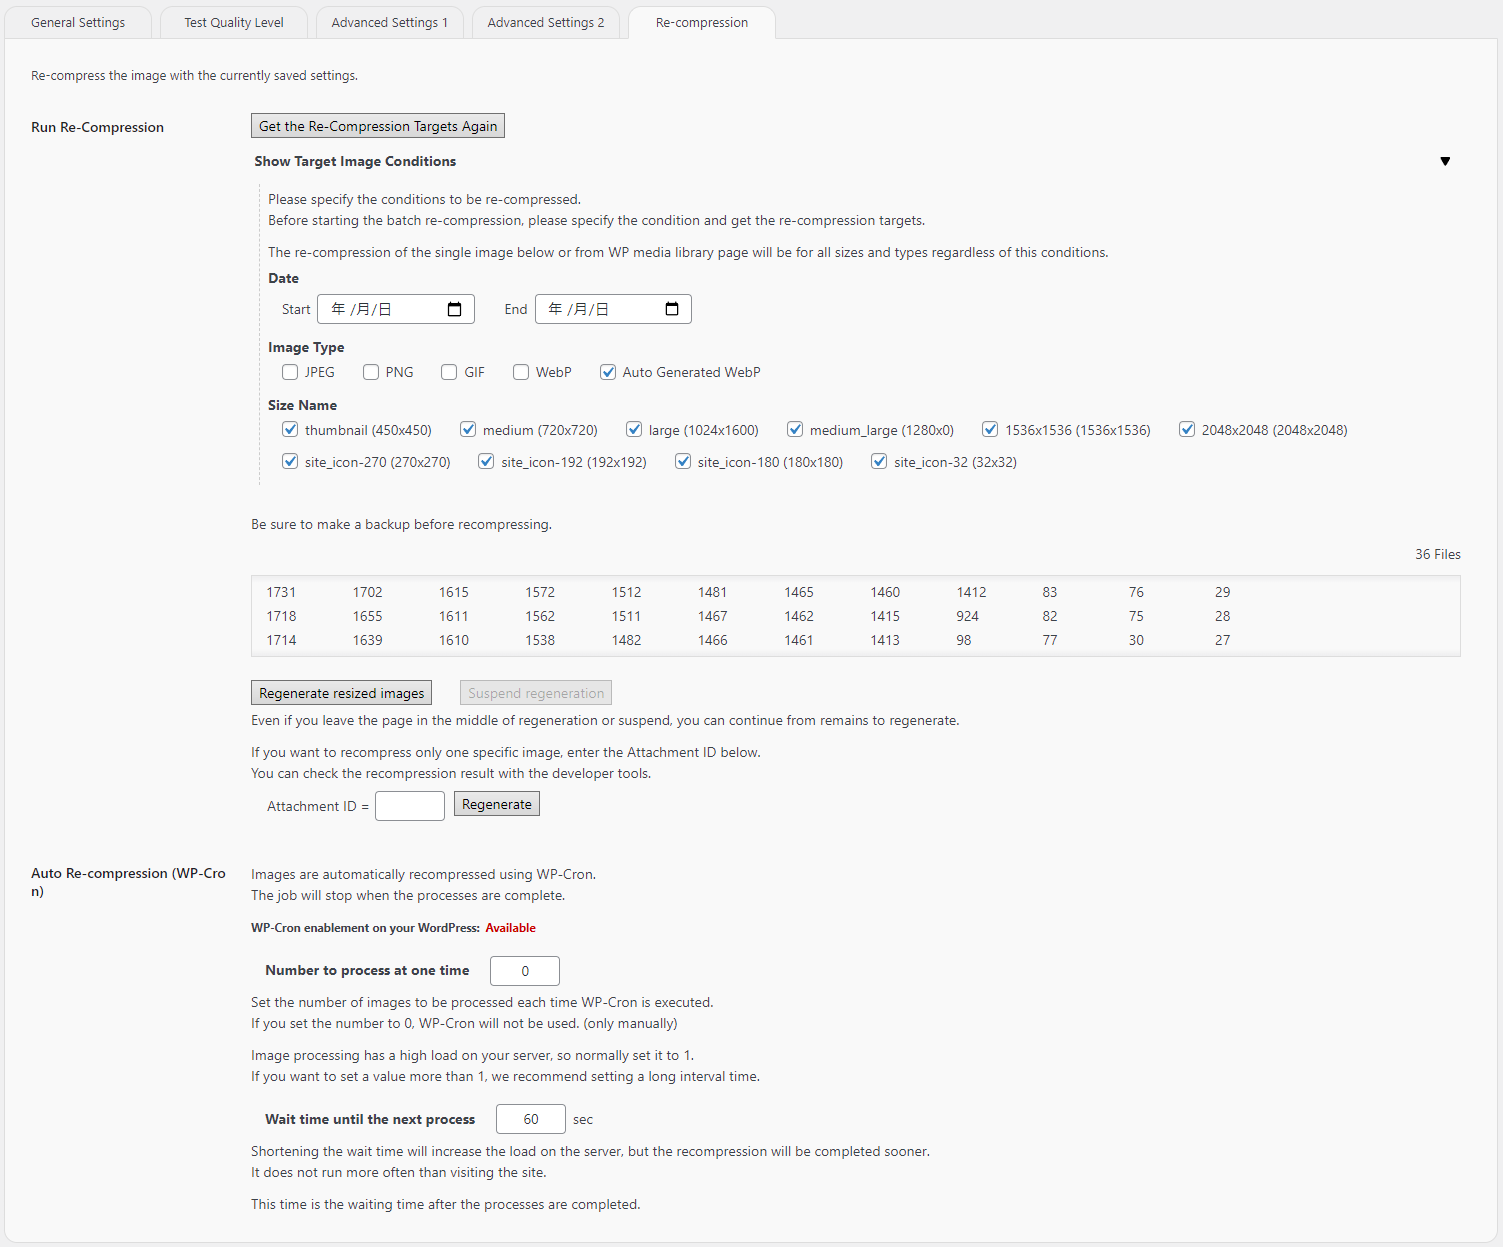 General Settings
Test Quality Level
Advanced Settings 1
Advanced Settings 2
Re-compression
Re-compress the image with the currently saved settings.
Run Re-Compression
Get the Re-Compression Targets Again
Show Target Image Conditions ▼
Please specify the conditions to be re-compressed.
Before starting the batch re-compression, please specify the condition and get the re-compression targets.
The re-compression of the single image below or from WP media library page will be for all sizes and types regardless of this conditions.
Date
Start 年 /月/日 End 年 /月/日
Image Type
JPEG PNG GIF WebP Auto Generated WebP
Size Name
thumbnail (450x450) medium (720x720) large (1024x1600) medium_large (1280x0) 1536x1536 (1536x1536) 2048x2048 (2048x2048)
site_icon-270 (270x270) site_icon-192 (192x192) site_icon-180 (180x180) site_icon-32 (32x32)
Be sure to make a backup before recompressing.
36 Files
1731 1702 1615 1572 1512 1481 1465 1460 1412 83 76 29
1718 1655 1611 1562 1511 1467 1462 1415 924 82 75 28
1714 1639 1610 1538 1482 1466 1461 1413 98 77 30 27
Regenerate resized images Suspend regeneration
Even if you leave the page in the middle of regeneration or suspend, you can continue from remains to regenerate.
If you want to recompress only one specific image, enter the Attachment ID below.
You can check the recompression result with the developer tools.
Attachment ID = Regenerate
Auto Re-compression (WP-Cro
n)
Images are automatically recompressed using WP-Cron.
The job will stop when the processes are complete.
WP-Cron enablement on your WordPress: Available
Number to process at one time 0
Set the number of images to be processed each time WP-Cron is executed.
If you set the number to 0, WP-Cron will not be used. (only manually)
Image processing has a high load on your server, so normally set it to 1.
If you want to set a value more than 1, we recommend setting a long interval time.
Wait time until the next process 60 sec
Shortening the wait time will increase the load on the server, but the recompression will be completed sooner.
It does not run more often than visiting the site.
This time is the waiting time after the processes are completed.